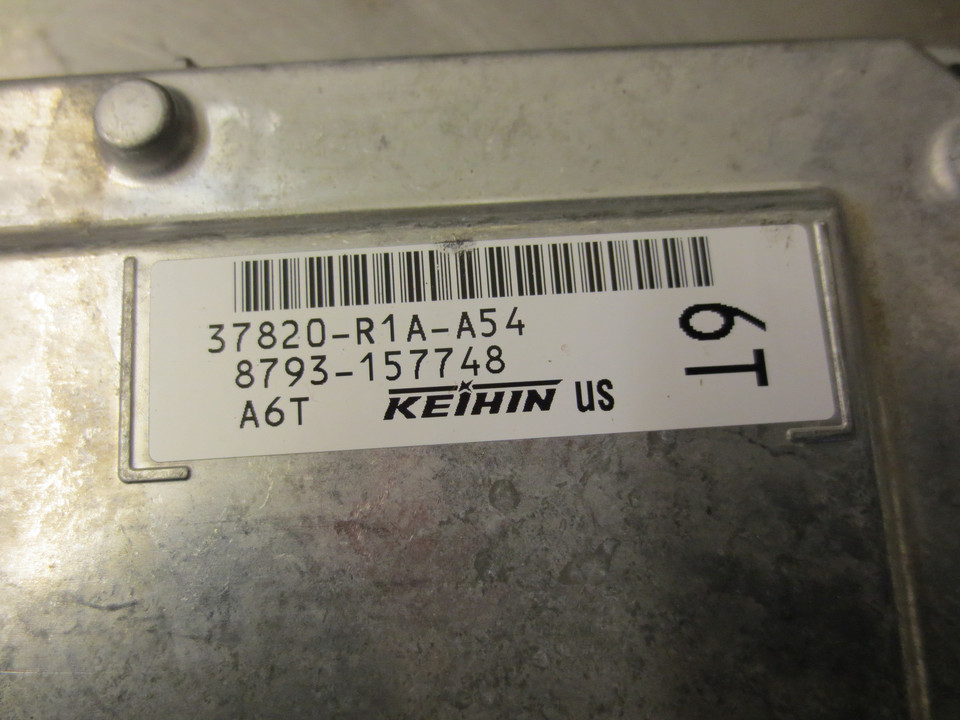 37820-R1A-A54
8793-157748
A6T KEIHIN US
6T